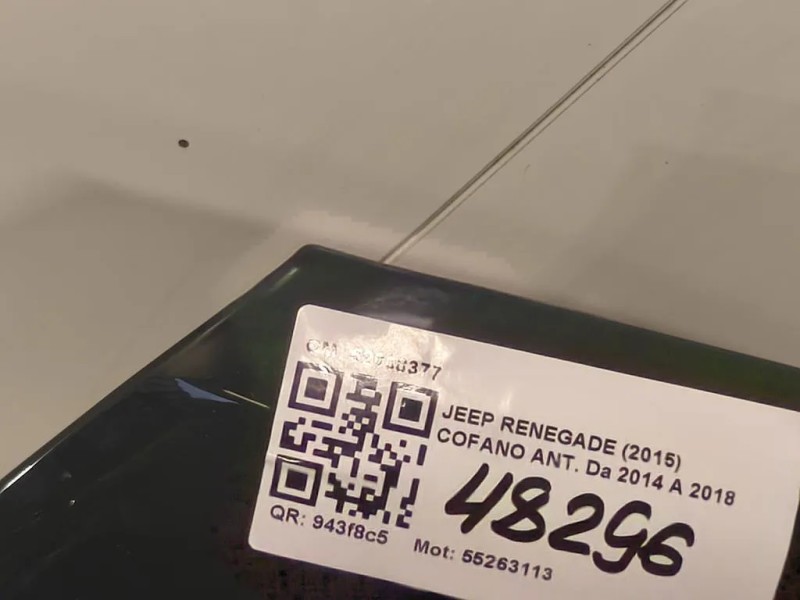 JEEP RENEGADE (2015)
COFANO ANT. Da 2014 A 2018
48296
QR: 943f8c5
Mot: 55263113